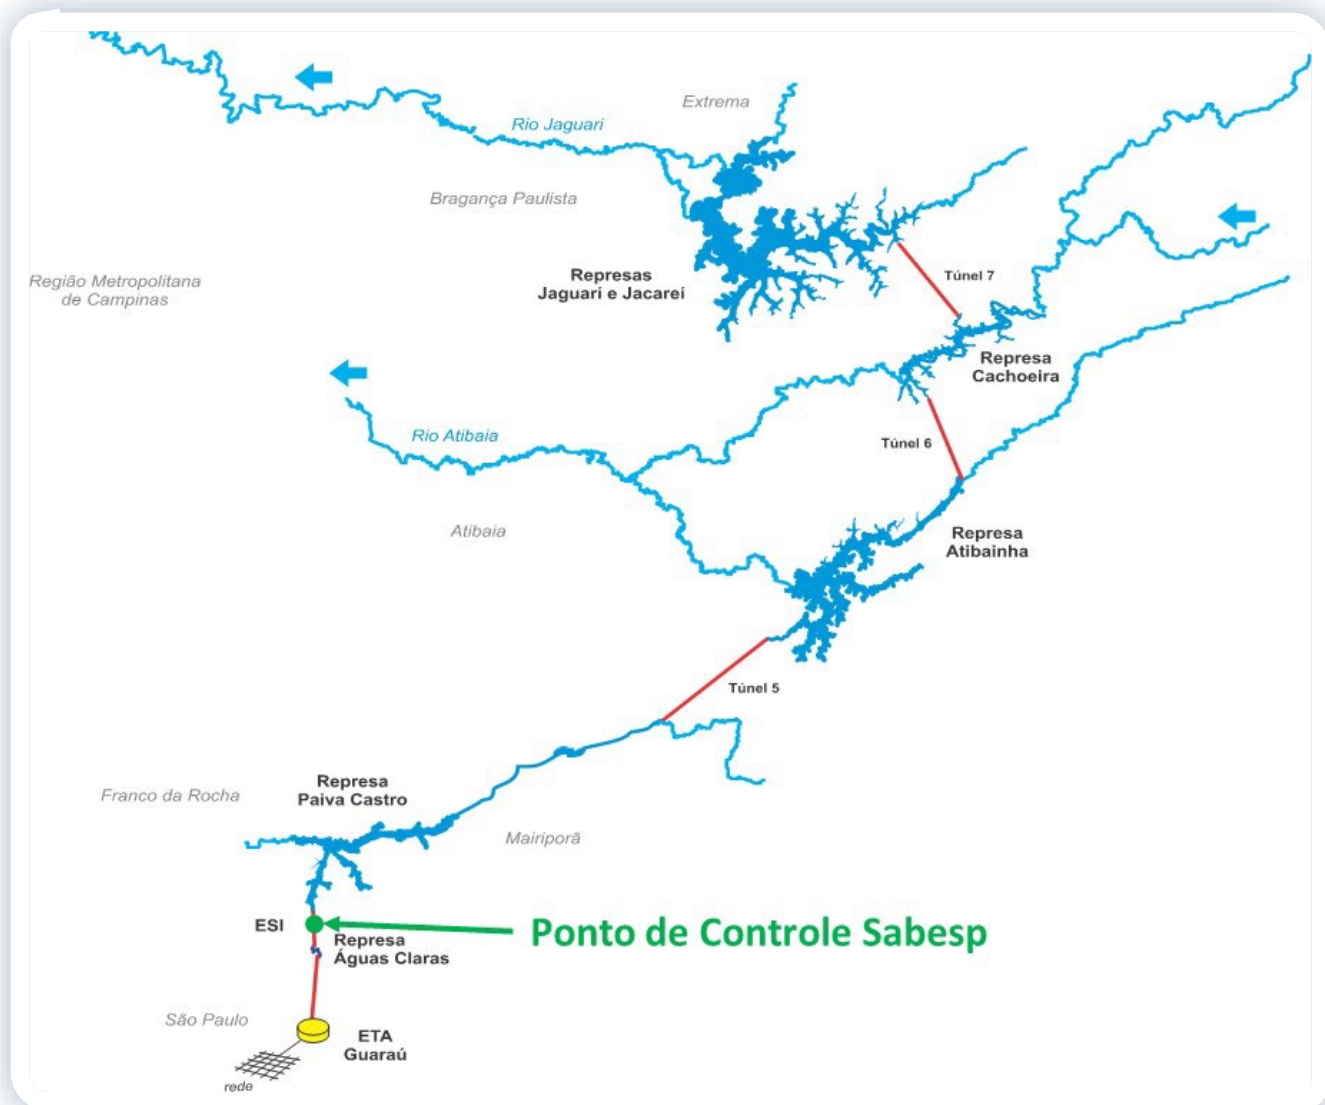 Extrema
Rio Jaguari
Bragança Paulista
Represas
Jaguari e Jacareí
Túnel 7
Região Metropolitana
de Campinas
Represa
Cachoeira
Rio Atibaia
Túnel 6
Atibaia
Represa
Atibainha
Túnel 5
Represa
Paiva Castro
Franco da Rocha
Mairiporã
ESI
Ponto de Controle Sabesp
Represa
Águas Claras
São Paulo
ETA
Guaraú
rede